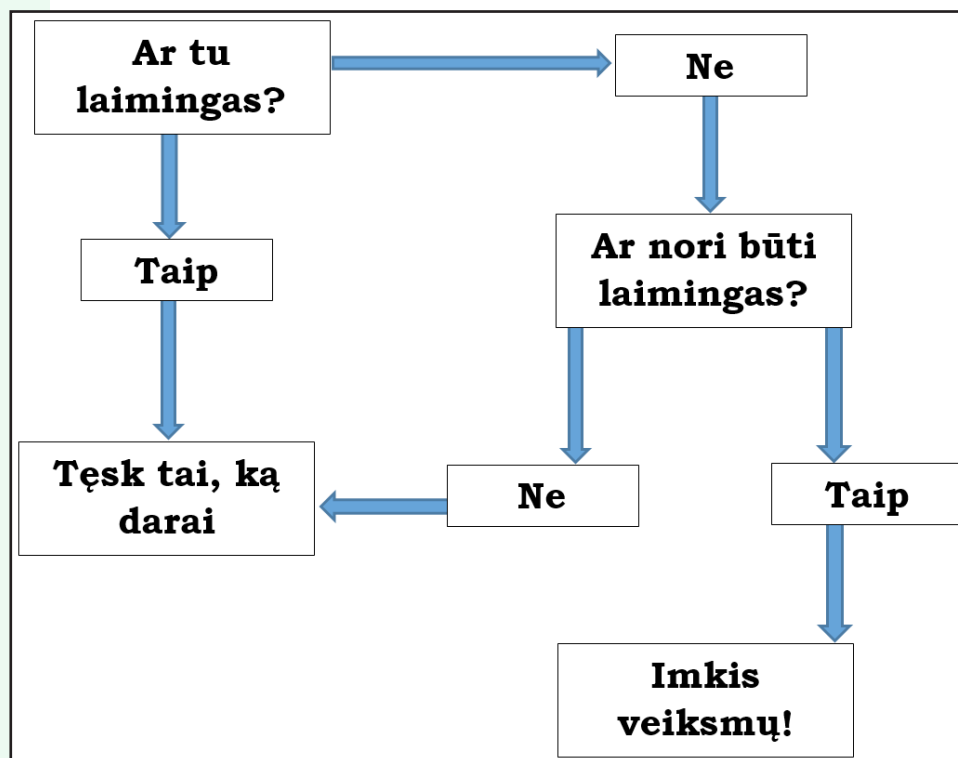 Ar tu
laimingas?
Ne
Taip
Ar nori būti
laimingas?
Tęsk tai, ką
darai
Ne
Taip
Imkis
veiksmų!